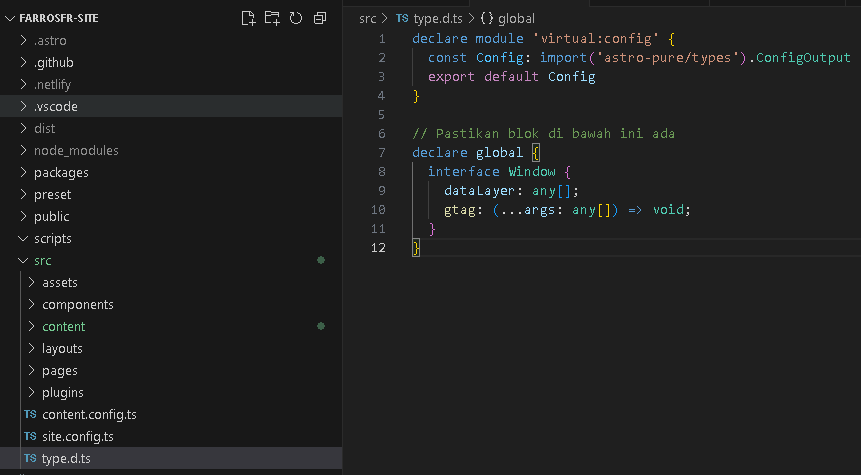 FARROSFR-SITE
.astro
.github
.netlify
.vscode
dist
node_modules
packages
preset
public
scripts
src
assets
components
content
layouts
pages
plugins
TS content.config.ts
TS site.config.ts
TS type.d.ts
src > TS type.d.ts > {} global
1 declare module 'virtual:config' {
2 const Config: import('astro-pure/types').ConfigOutput
3 export default Config
4 }
5
6 // Pastikan blok di bawah ini ada
7 declare global {
8 interface Window {
9 dataLayer: any[];
10 gtag: (...args: any[]) => void;
11 }
12 }